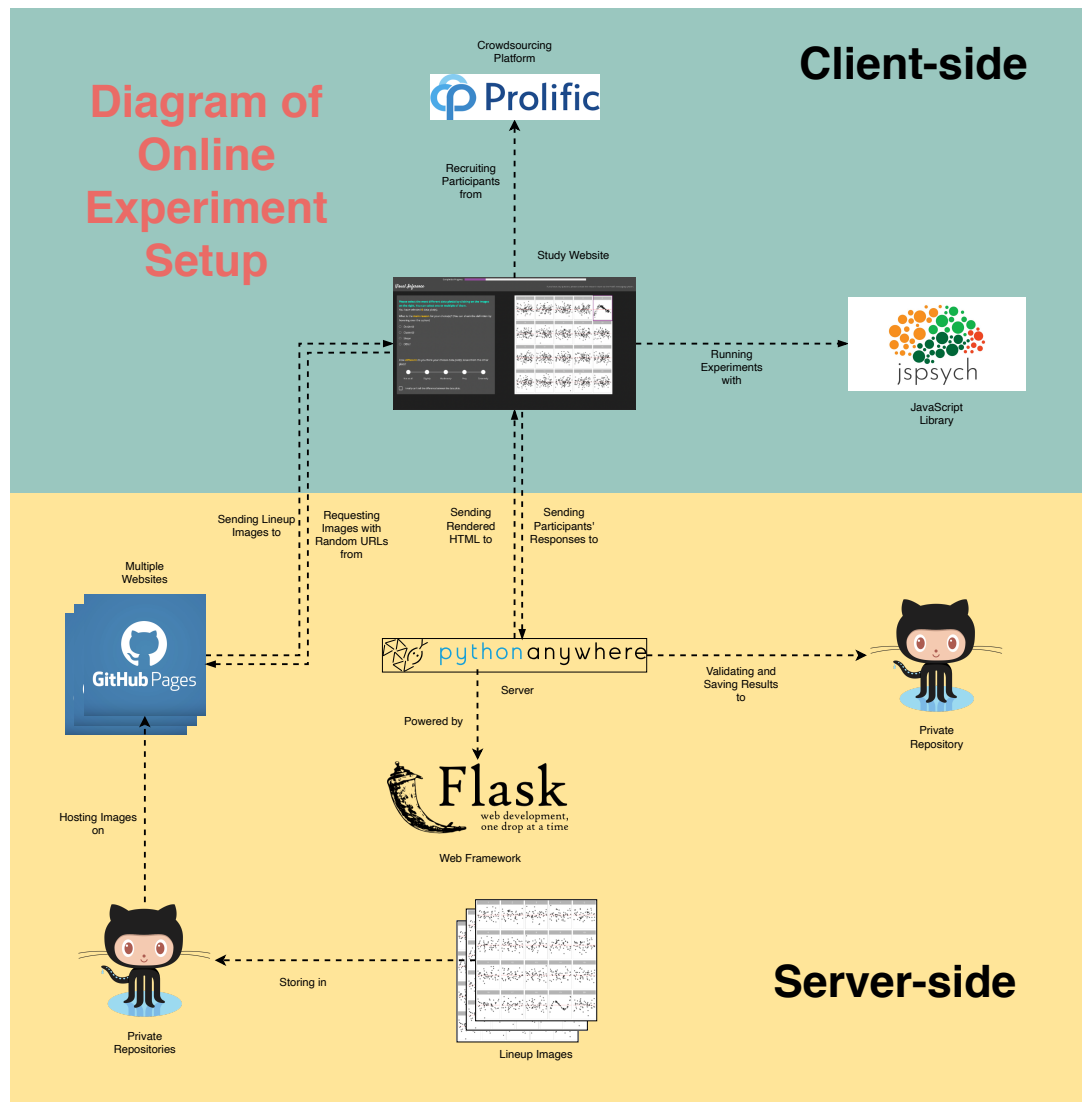 Client-side
Diagram of
Online
Experiment
Setup
Crowdsourcing
Platform
Prolific
Recruiting
Participants
from
Study Website
Visual Inference
Running
Experiments
with
jspsych
JavaScript
Library
Sending Lineup
Images to
Requesting
Images with
Random URLs
from
Sending
Rendered
HTML to
Sending
Participants'
Responses to
Multiple
Websites
GitHub Pages
pythonanywhere
Server
Validating and
Saving Results
to
Private
Repository
Powered by
Flask
web development,
one drop at a time
Web Framework
Hosting Images
on
Private
Repositories
Storing in
Lineup Images
Server-side